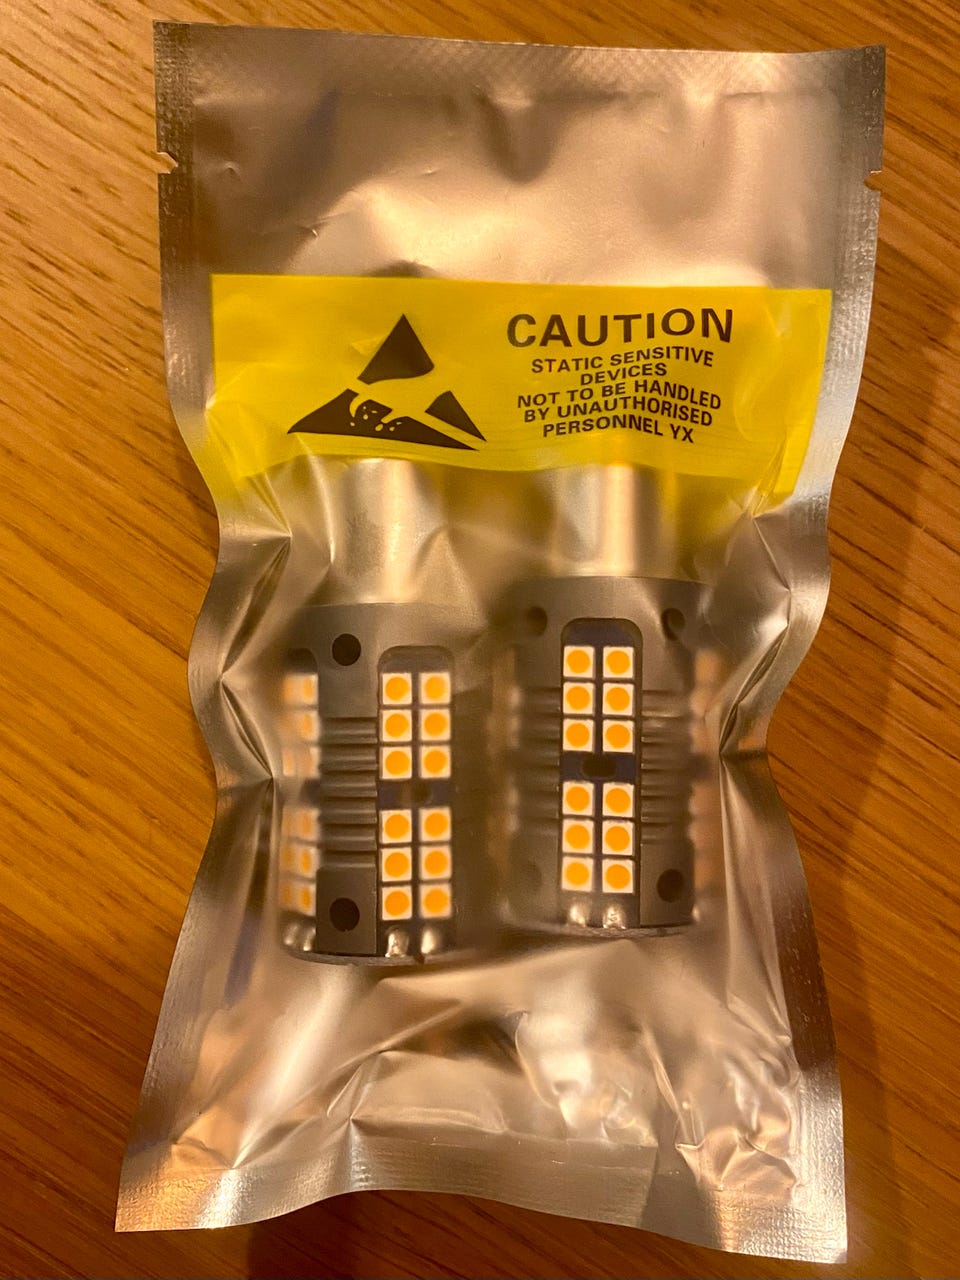 CAUTION
STATIC SENSITIVE
DEVICES
NOT TO BE HANDLED
BY UNAUTHORISED
PERSONNEL YX